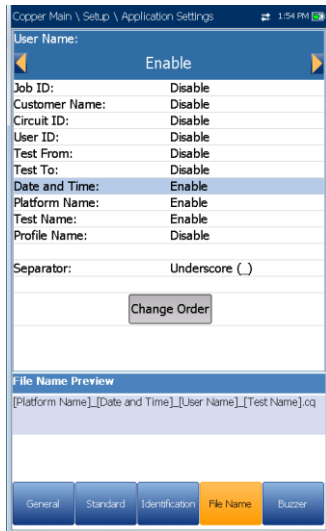 Copper Main \ Setup \ Application Settings 1:54 PM
User Name:
Enable
Job ID: Disable
Customer Name: Disable
Circuit ID: Disable
User ID: Disable
Test From: Disable
Test To: Disable
Date and Time: Enable
Platform Name: Enable
Test Name: Enable
Profile Name: Disable
Separator: Underscore (_)
Change Order
File Name Preview
[Platform Name]_[Date and Time]_[User Name]_[Test Name].cq
General Standard Identification File Name Buzzer